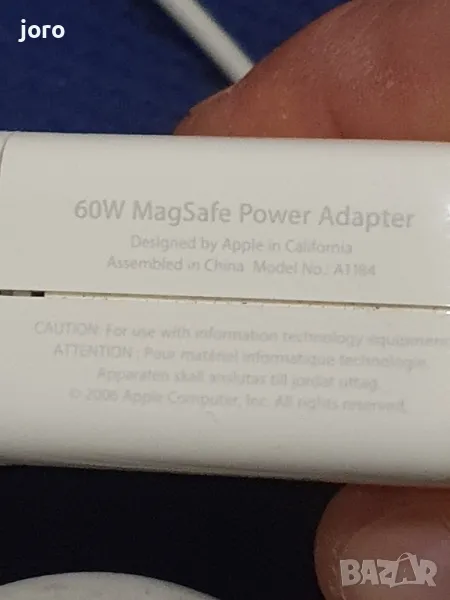 joro
60W MagSafe Power Adapter
Designed by Apple in California
Assembled in China Model No.: A1184
CAUTION: For use with information technology equipment
ATTENTION : Pour matériel informatique technologie.
Apparaten skall anslutas till jordat uttag.
© 2006 Apple Computer, Inc. All rights reserved.
BAZAR